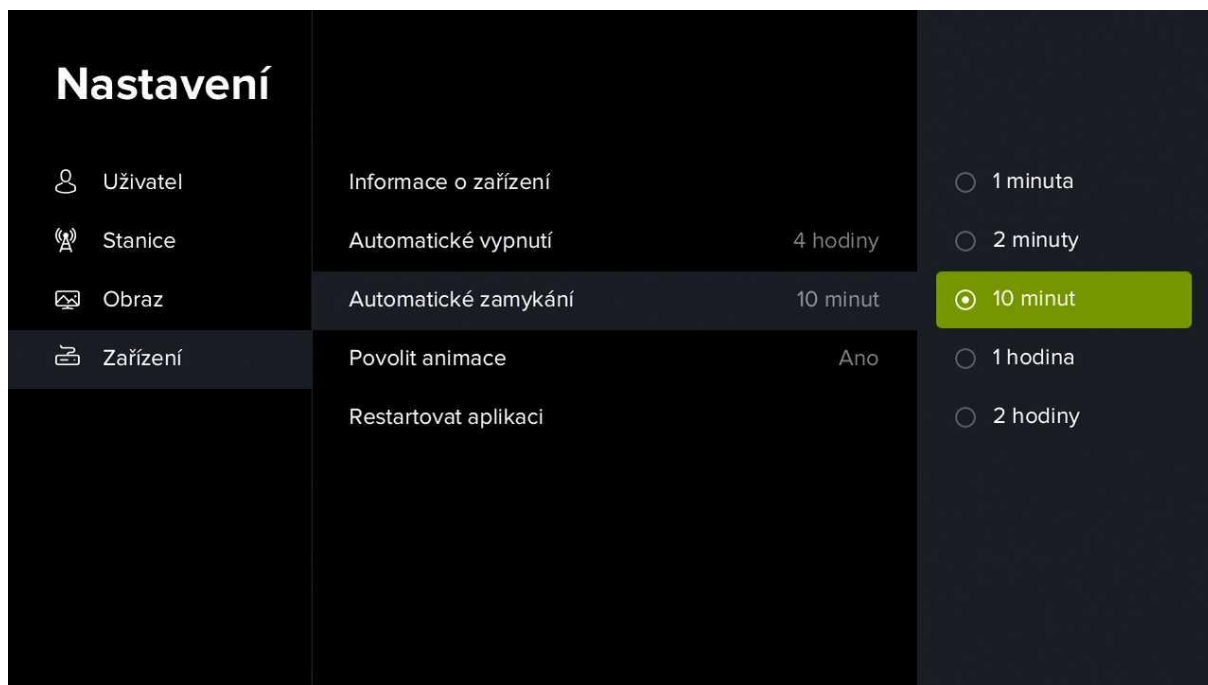 Nastavení
Uživatel
Stanice
Obraz
Zařízení
Informace o zařízení
Automatické vypnutí 4 hodiny
Automatické zamykání 10 minut
Povolit animace Ano
Restartovat aplikaci
1 minuta
2 minuty
10 minut
1 hodina
2 hodiny